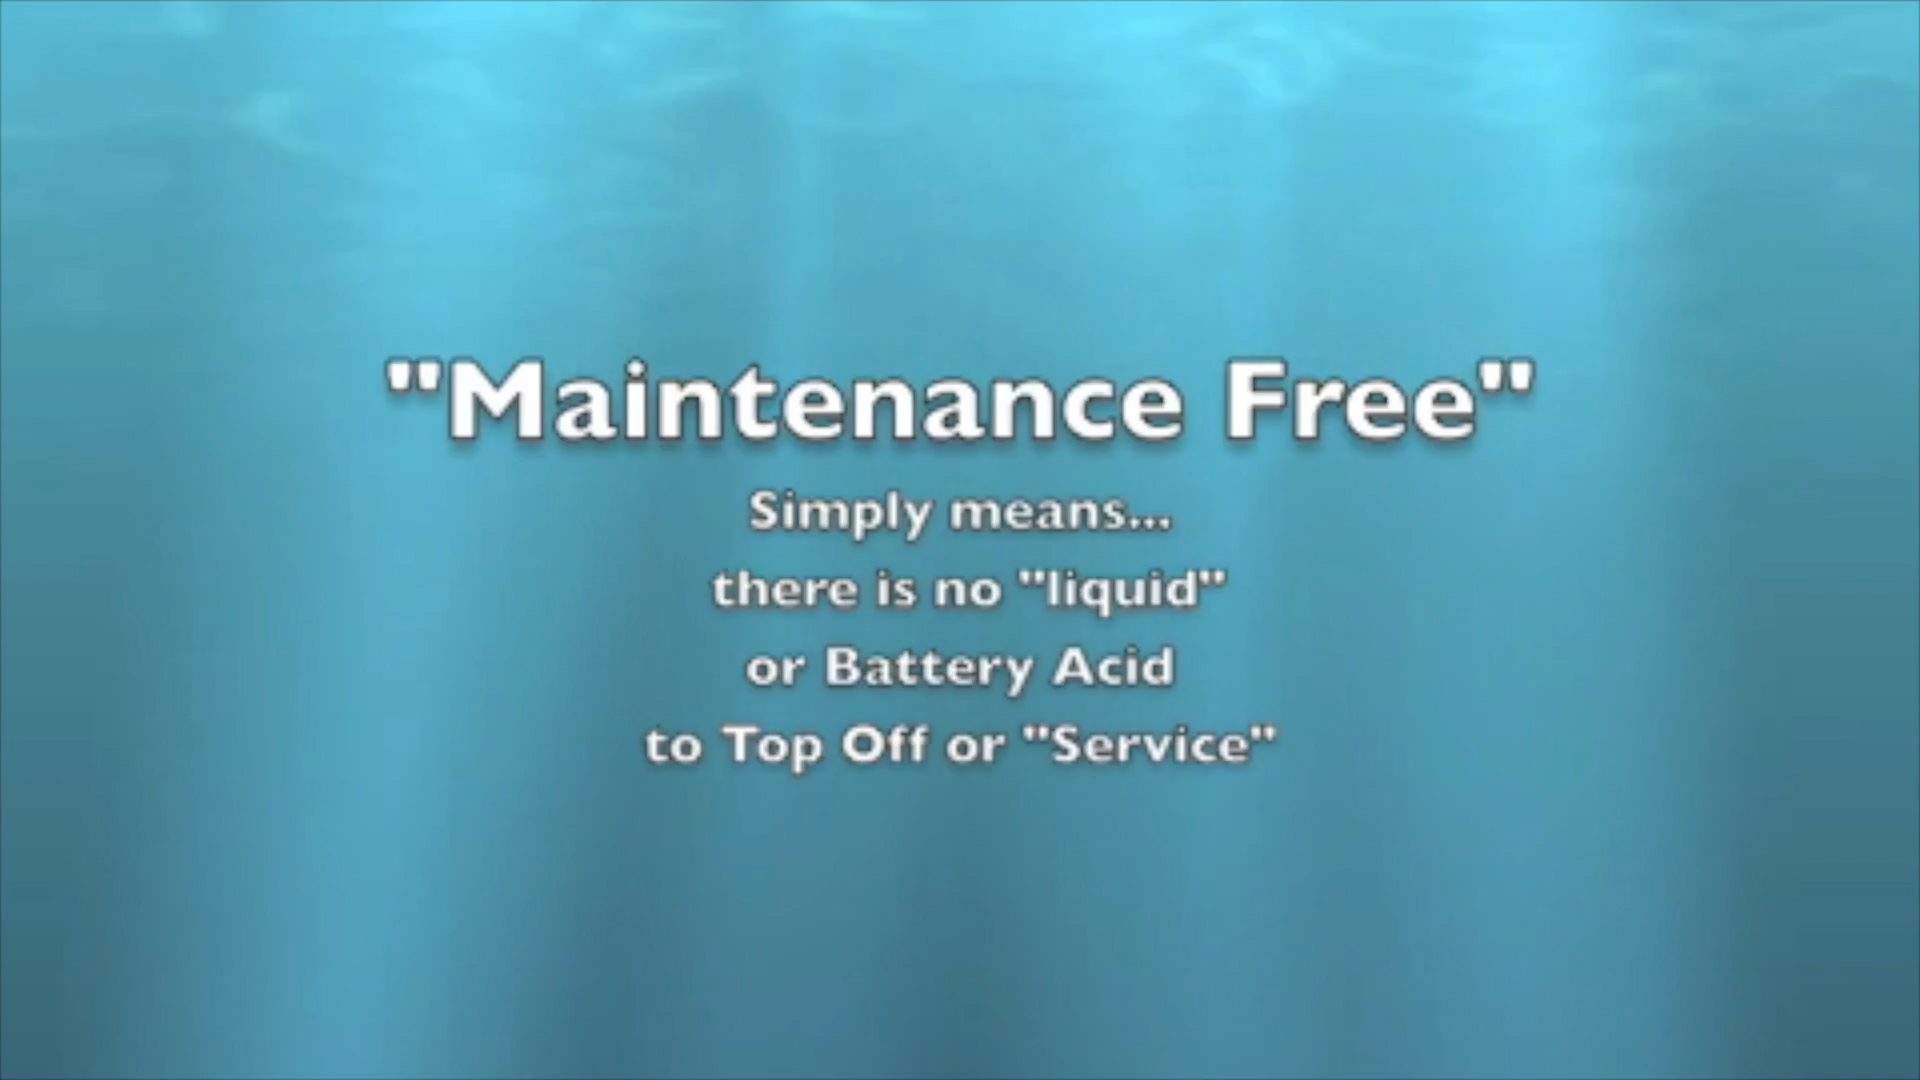 "Maintenance Free"
Simply means...
there is no "liquid"
or Battery Acid
to Top Off or "Service"